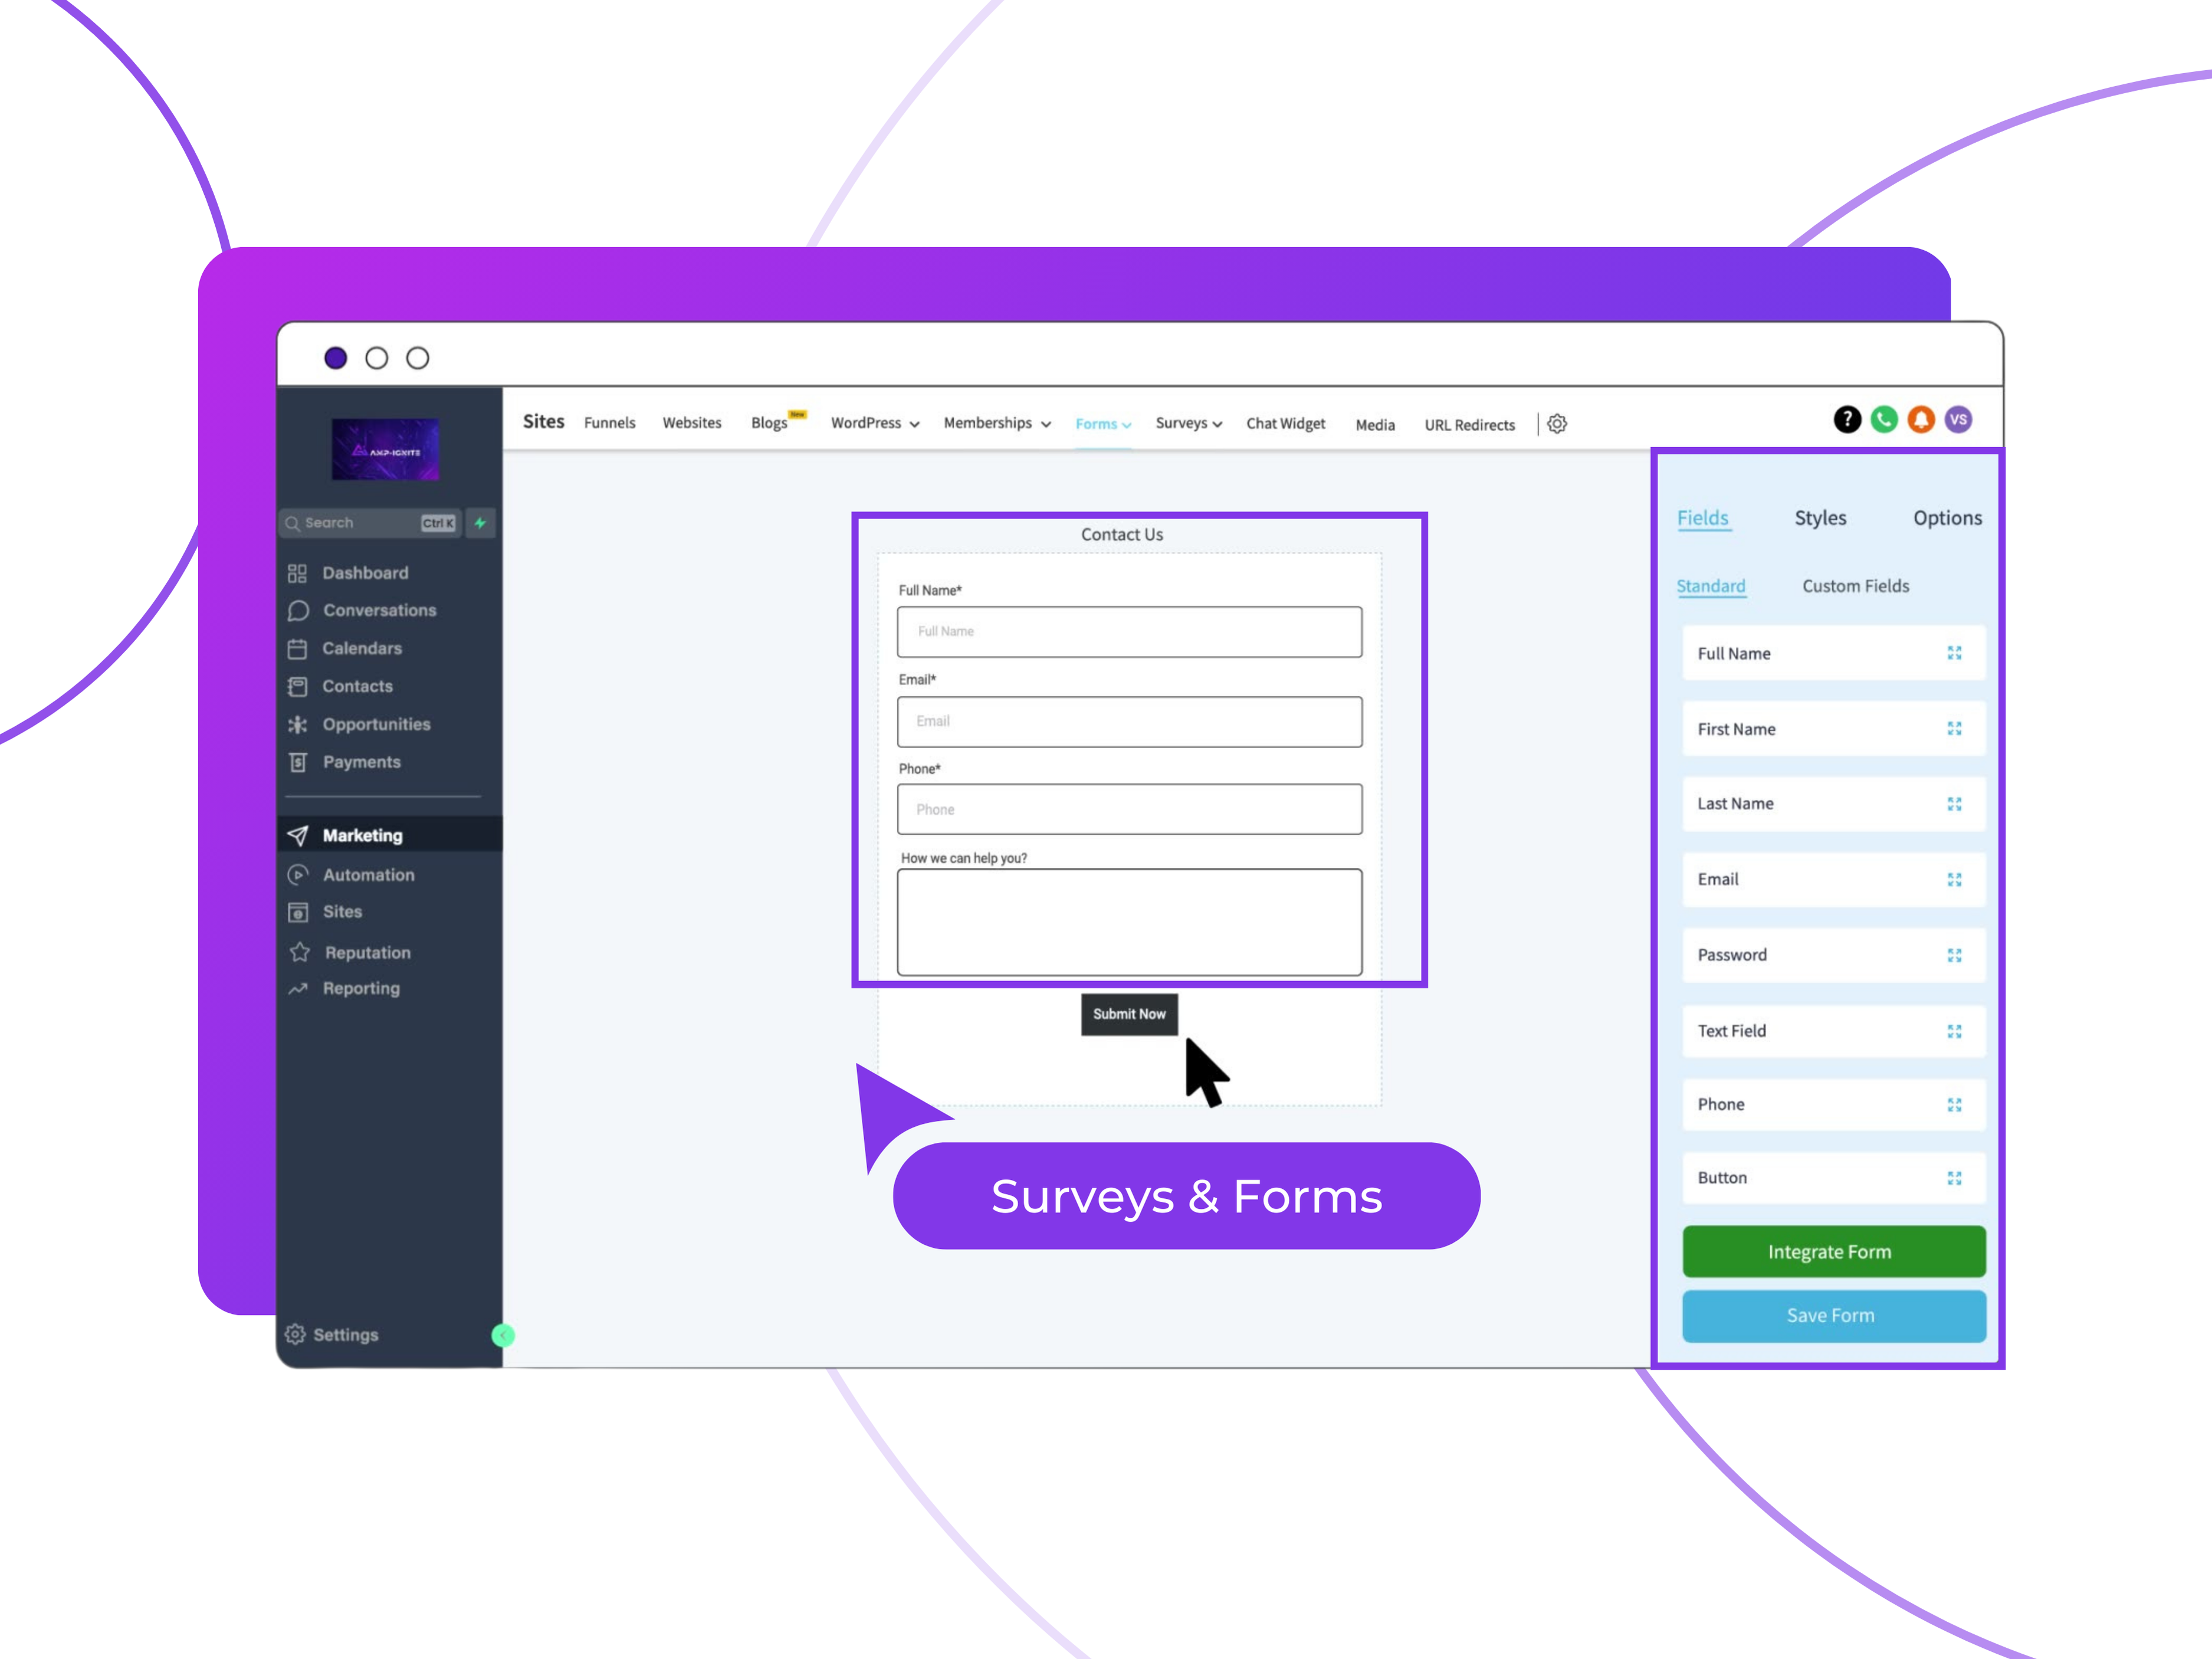 AMP-IGNITE
Search Ctrl K
Dashboard
Conversations
Calendars
Contacts
Opportunities
Payments
Marketing
Automation
Sites
Reputation
Reporting
Settings
Sites Funnels Websites Blogs New WordPress Memberships Forms Surveys Chat Widget Media URL Redirects ? VS
Contact Us
Full Name*
Full Name
Email*
Email
Phone*
Phone
How we can help you?
Submit Now
Surveys & Forms
Fields Styles Options
Standard Custom Fields
Full Name
First Name
Last Name
Email
Password
Text Field
Phone
Button
Integrate Form
Save Form